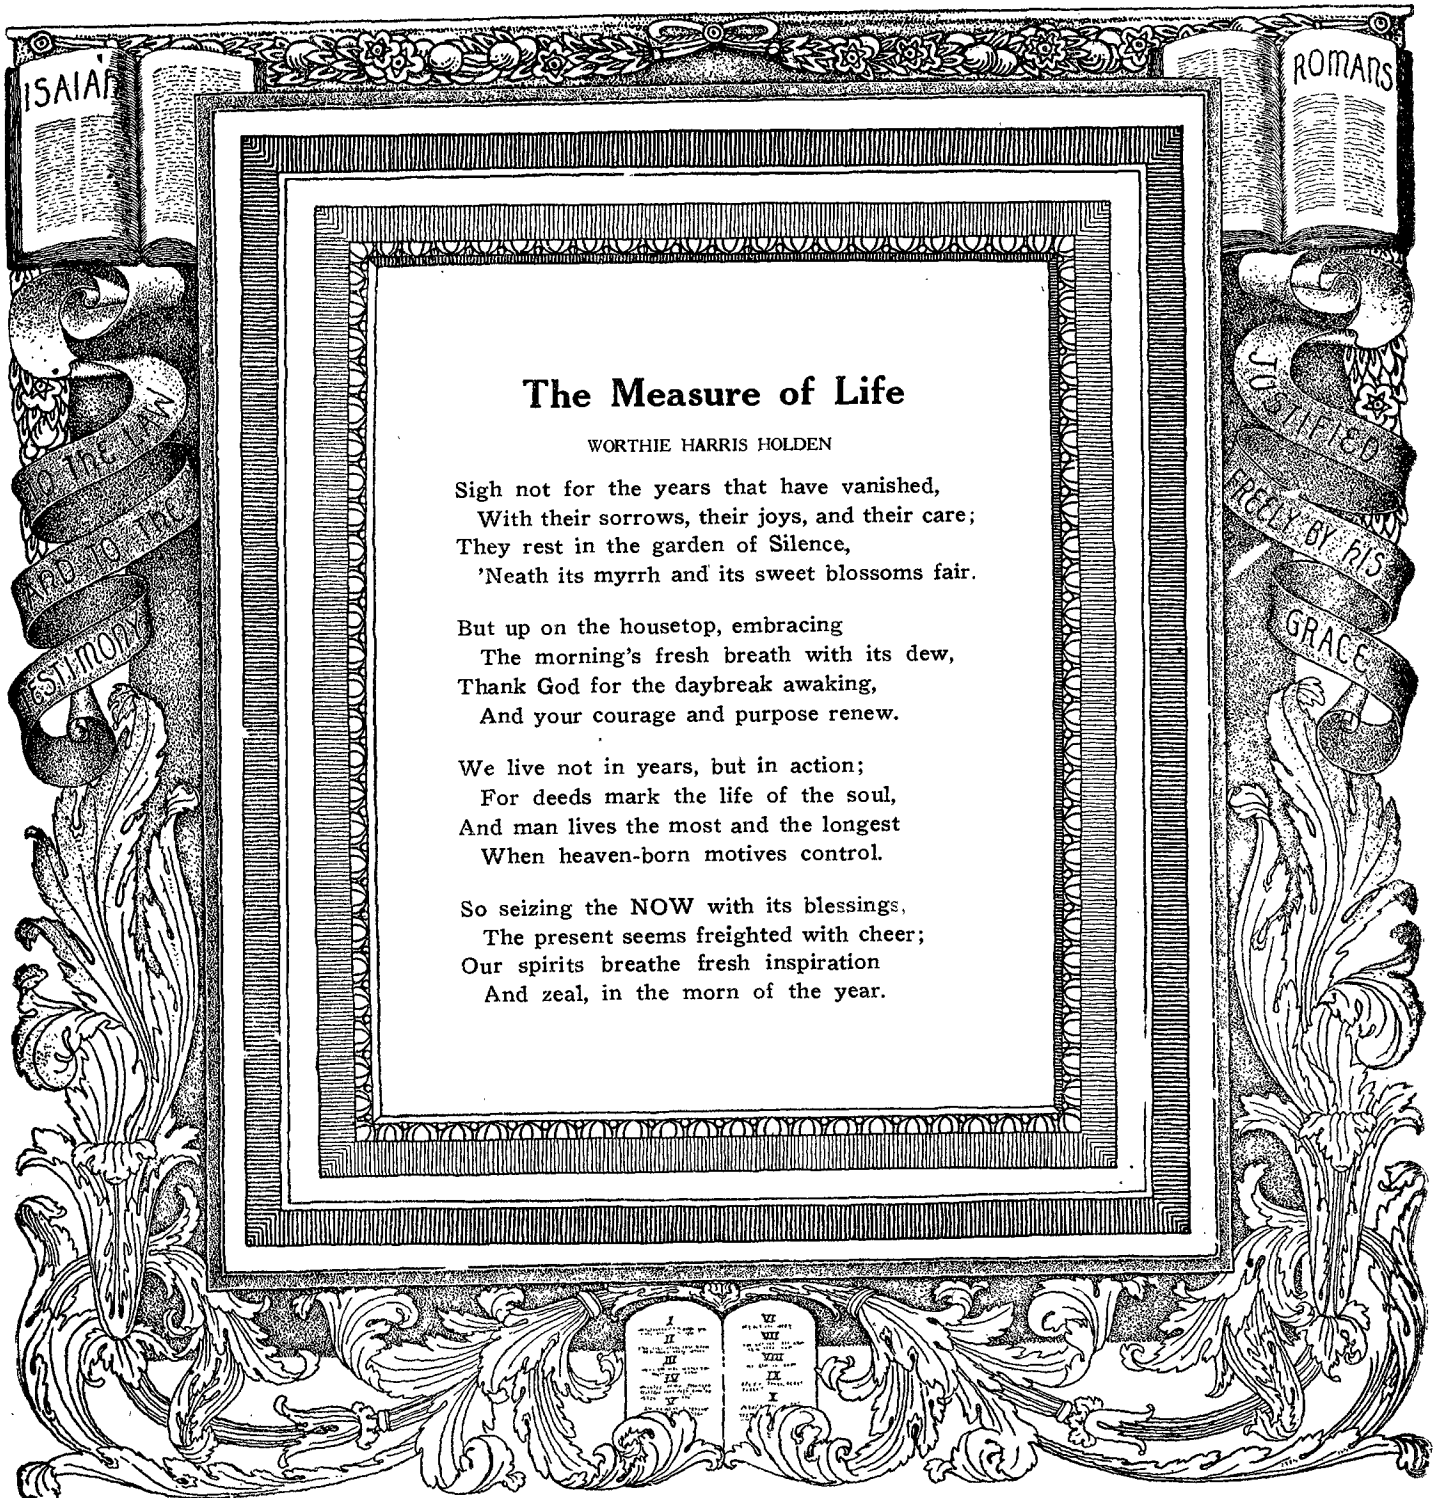 ISAIAH
ROMANS
TO THE LAW
AND TO THE
TESTIMONY
JUSTIFIED
FREELY BY HIS
GRACE
The Measure of Life
WORTHIE HARRIS HOLDEN
Sigh not for the years that have vanished,
With their sorrows, their joys, and their care;
They rest in the garden of Silence,
'Neath its myrrh and its sweet blossoms fair.
But up on the housetop, embracing
The morning's fresh breath with its dew,
Thank God for the daybreak awaking,
And your courage and purpose renew.
We live not in years, but in action;
For deeds mark the life of the soul,
And man lives the most and the longest
When heaven-born motives control.
So seizing the NOW with its blessings,
The present seems freighted with cheer;
Our spirits breathe fresh inspiration
And zeal, in the morn of the year.
I
II
III
IV
V
VI
VII
VIII
IX
X